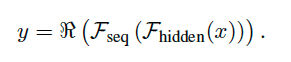 y = ℜ (ℱ_seq (ℱ_hidden(x))) .